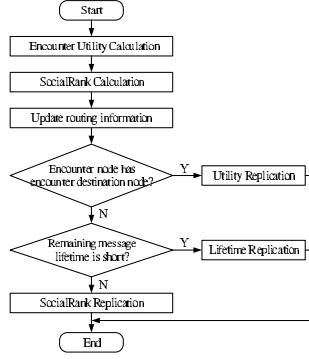 Start
Encounter Utility Calculation
SocialRank Calculation
Update routing information
Encounter node has
encounter destination node?
Y
Utility Replication
N
Remaining message
lifetime is short?
Y
Lifetime Replication
N
SocialRank Replication
End